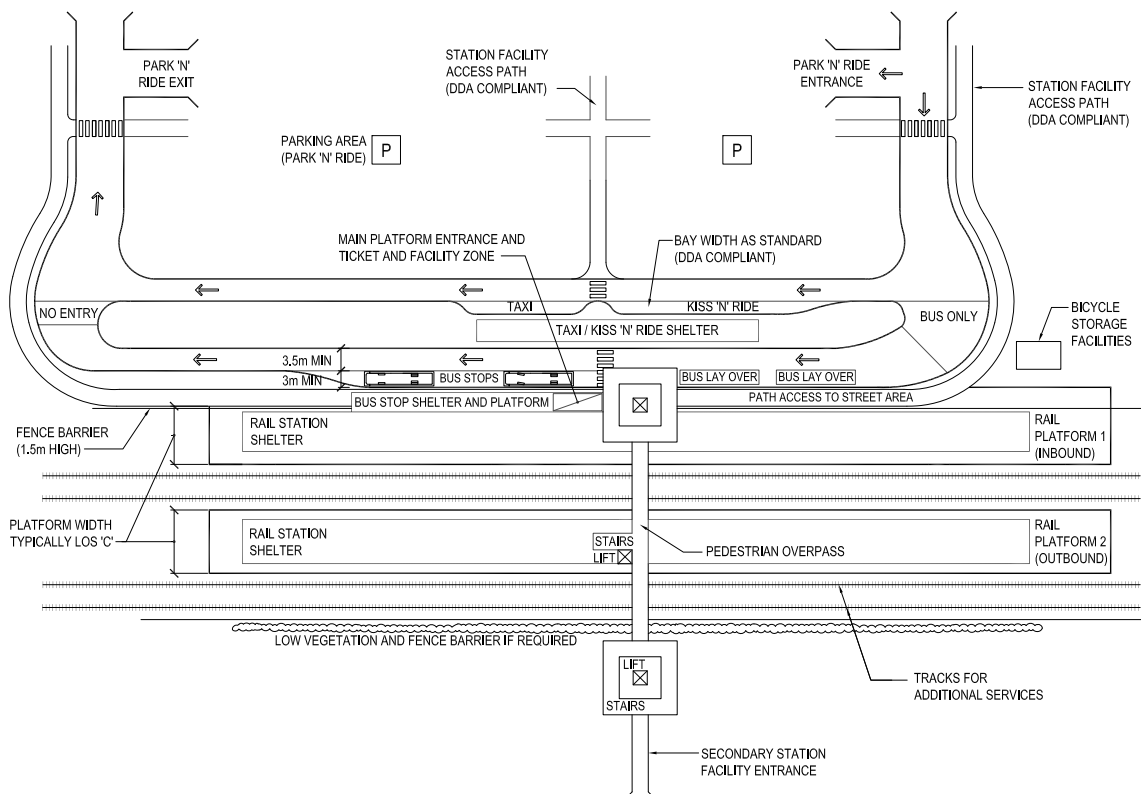 STATION FACILITY
ACCESS PATH
(DDA COMPLIANT)
PARK 'N'
RIDE EXIT
PARK 'N' RIDE
ENTRANCE
STATION FACILITY
ACCESS PATH
(DDA COMPLIANT)
PARKING AREA
(PARK 'N' RIDE)
P
P
MAIN PLATFORM ENTRANCE AND
TICKET AND FACILITY ZONE
BAY WIDTH AS STANDARD
(DDA COMPLIANT)
TAXI
KISS 'N' RIDE
NO ENTRY
BUS ONLY
TAXI / KISS 'N' RIDE SHELTER
BICYCLE
STORAGE
FACILITIES
3.5m MIN
3m MIN
BUS STOPS
BUS LAY OVER
BUS LAY OVER
BUS STOP SHELTER AND PLATFORM
PATH ACCESS TO STREET AREA
FENCE BARRIER
(1.5m HIGH)
RAIL STATION
SHELTER
RAIL
PLATFORM 1
(INBOUND)
PLATFORM WIDTH
TYPICALLY LOS 'C'
RAIL STATION
SHELTER
STAIRS
LIFT
PEDESTRIAN OVERPASS
RAIL
PLATFORM 2
(OUTBOUND)
LOW VEGETATION AND FENCE BARRIER IF REQUIRED
LIFT
STAIRS
TRACKS FOR
ADDITIONAL SERVICES
SECONDARY STATION
FACILITY ENTRANCE